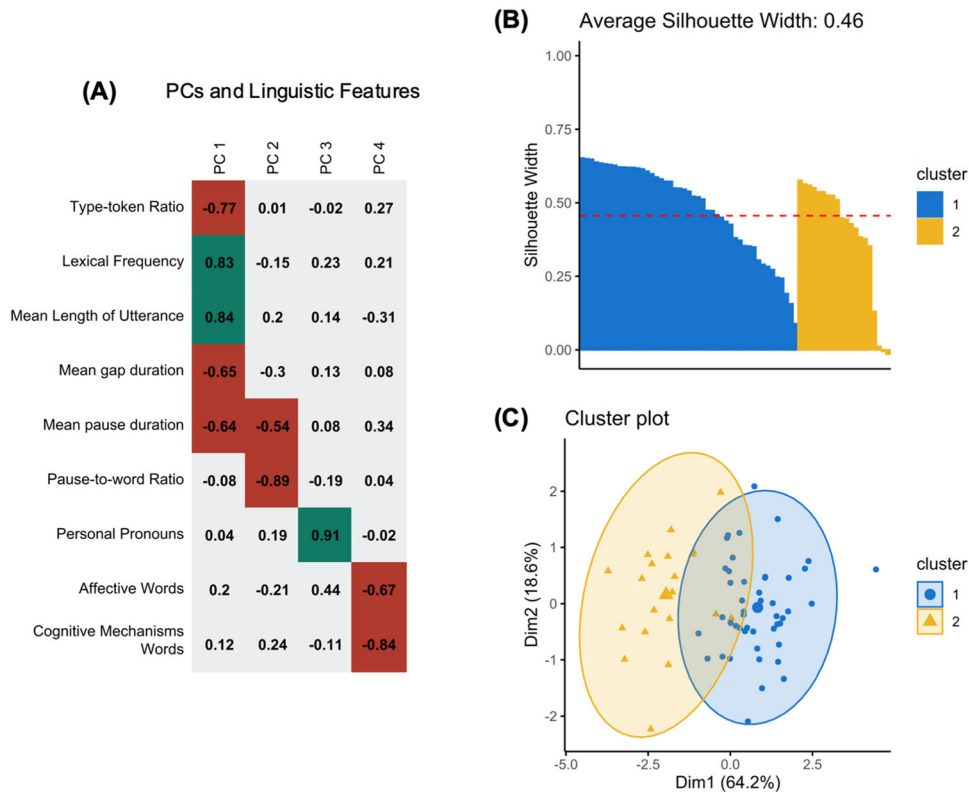 (A) PCs and Linguistic Features
PC 1 PC 2 PC 3 PC 4
Type-token Ratio -0.77 0.01 -0.02 0.27
Lexical Frequency 0.83 -0.15 0.23 0.21
Mean Length of Utterance 0.84 0.2 0.14 -0.31
Mean gap duration -0.65 -0.3 0.13 0.08
Mean pause duration -0.64 -0.54 0.08 0.34
Pause-to-word Ratio -0.08 -0.89 -0.19 0.04
Personal Pronouns 0.04 0.19 0.91 -0.02
Affective Words 0.2 -0.21 0.44 -0.67
Cognitive Mechanisms
Words 0.12 0.24 -0.11 -0.84
(B) Average Silhouette Width: 0.46
1.00
0.75
0.50
0.25
0.00
Silhouette Width
cluster
1
2
(C) Cluster plot
2
1
0
-1
-2
Dim2 (18.6%)
-5.0 -2.5 0.0 2.5
Dim1 (64.2%)
cluster
1
2